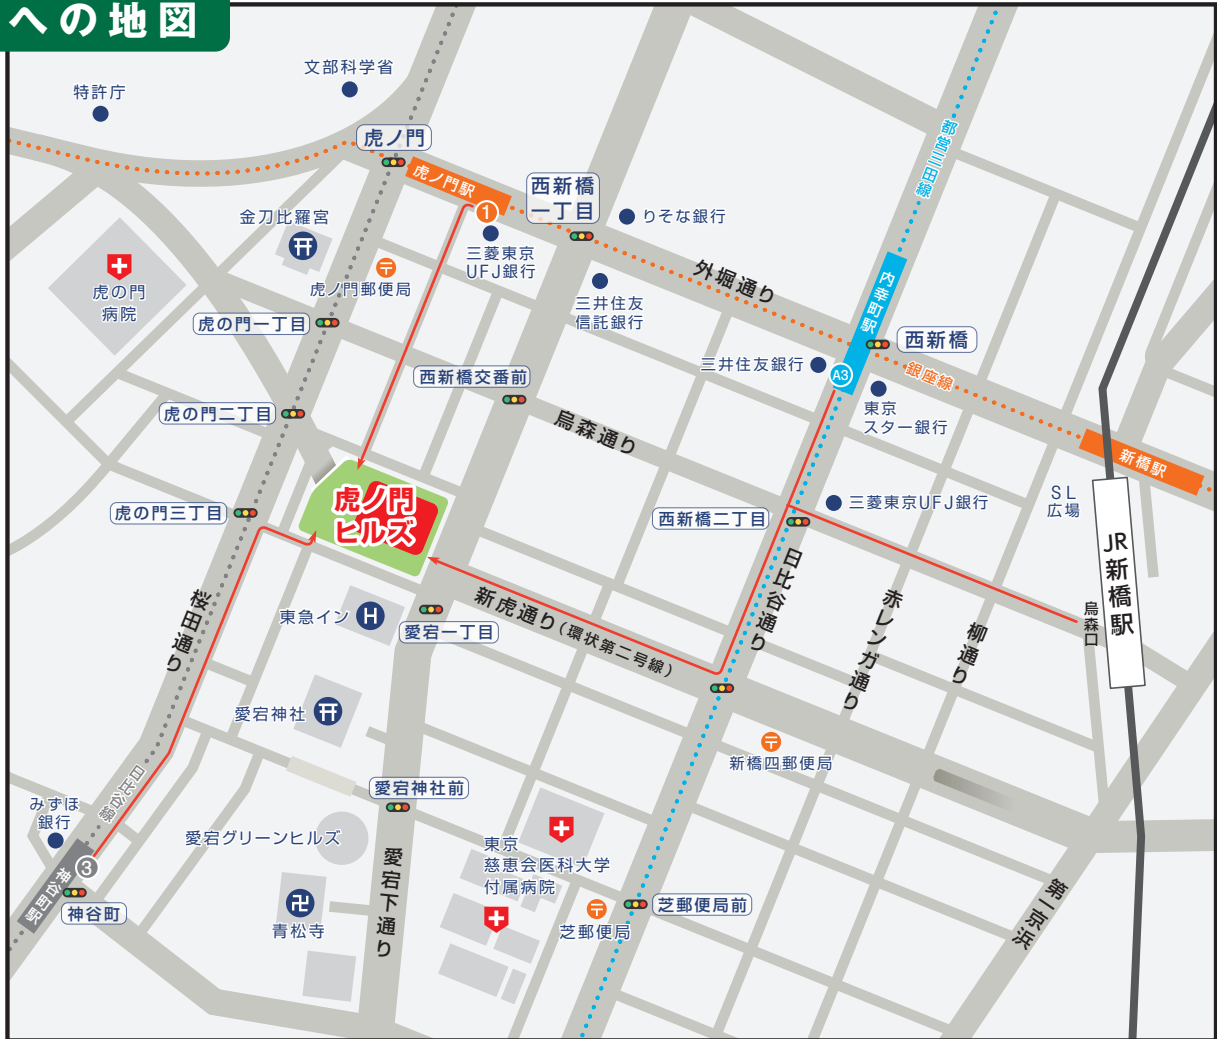 への地図
文部科学省
特許庁
虎ノ門
虎ノ門駅
1
西新橋
一丁目
りそな銀行
都営三田線
金刀比羅宮
三菱東京
UFJ銀行
虎ノ門郵便局
虎の門
病院
外堀通り
内幸町駅
三井住友
信託銀行
虎の門一丁目
西新橋
三井住友銀行
A3
銀座線
西新橋交番前
東京
スター銀行
虎の門二丁目
烏森通り
新橋駅
虎ノ門
ヒルズ
虎の門三丁目
三菱東京UFJ銀行
SL
広場
西新橋二丁目
JR新橋駅
日比谷通り
桜田通り
東急イン
H
新虎通り(環状第二号線)
愛宕一丁目
赤レンガ通り
柳通り
烏森口
愛宕神社
新橋四郵便局
日比谷線
愛宕神社前
みずほ
銀行
愛宕グリーンヒルズ
東京
慈恵会医科大学
付属病院
3
神谷町駅
神谷町
愛宕下通り
青松寺
芝郵便局
芝郵便局前
第一京浜